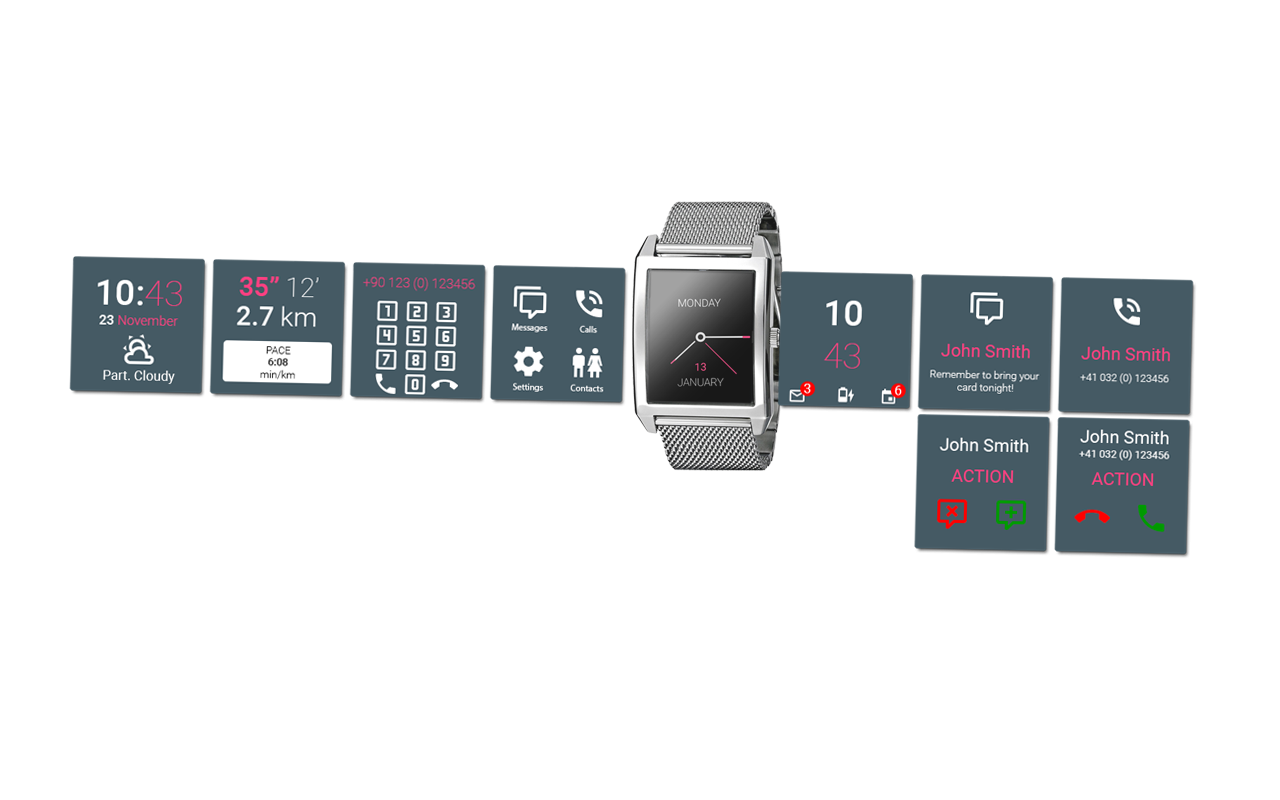 10:43
23 November
Part. Cloudy
35” 12’
2.7 km
PACE
6:08
min/km
+90 123 (0) 123456
1 2 3
4 5 6
7 8 9
0
Messages Calls
Settings Contacts
MONDAY
13
JANUARY
10
43
3 6
John Smith
Remember to bring your
card tonight!
John Smith
+41 032 (0) 123456
John Smith
ACTION
John Smith
+41 032 (0) 123456
ACTION